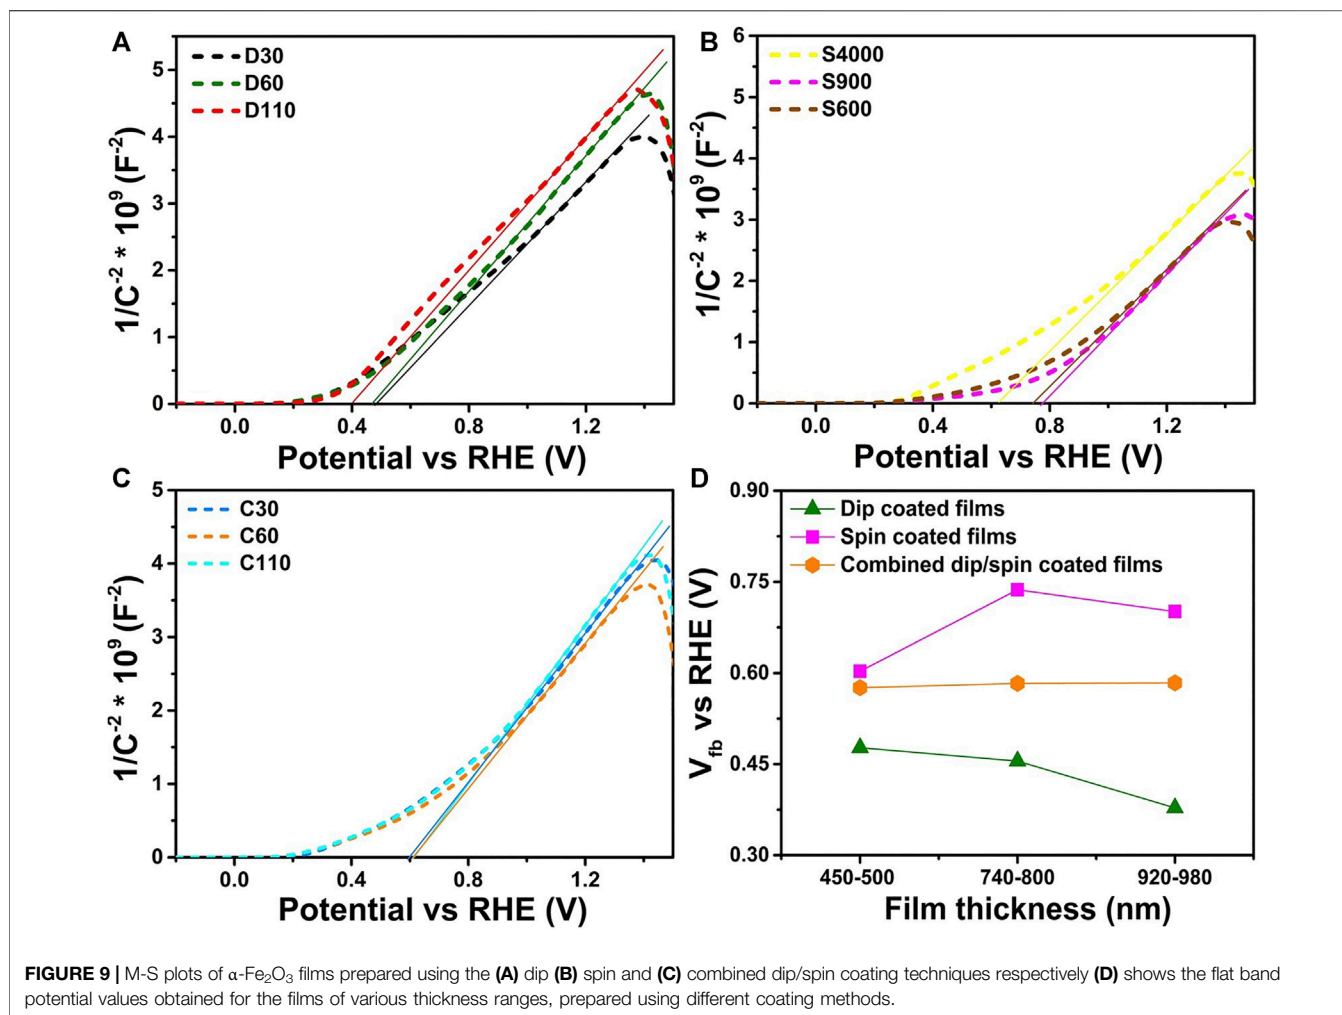 A
D30
D60
D110
5
4
3
2
1
0
1/C⁻² * 10⁹ (F⁻²)
0.0 0.4 0.8 1.2
Potential vs RHE (V)
B
S4000
S900
S600
6
5
4
3
2
1
0
1/C⁻² * 10⁹ (F⁻²)
0.0 0.4 0.8 1.2
Potential vs RHE (V)
C
C30
C60
C110
5
4
3
2
1
0
1/C⁻² * 10⁹ (F⁻²)
0.0 0.4 0.8 1.2
Potential vs RHE (V)
D
Dip coated films
Spin coated films
Combined dip/spin coated films
0.90
0.75
0.60
0.45
0.30
V_fb vs RHE (V)
450-500 740-800 920-980
Film thickness (nm)
FIGURE 9 | M-S plots of α-Fe₂O₃ films prepared using the (A) dip (B) spin and (C) combined dip/spin coating techniques respectively (D) shows the flat band
potential values obtained for the films of various thickness ranges, prepared using different coating methods.